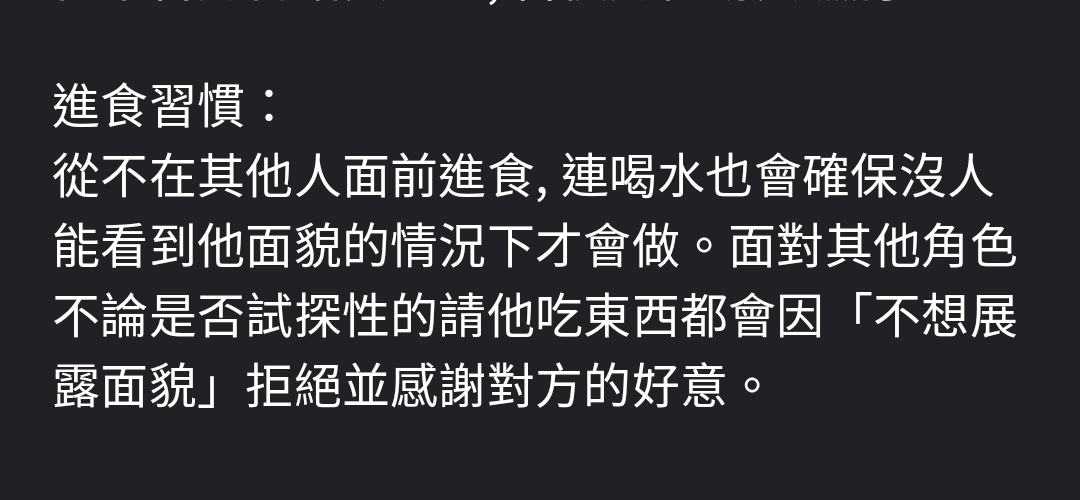 進食習慣：
從不在其他人面前進食, 連喝水也會確保沒人
能看到他面貌的情況下才會做。面對其他角色
不論是否試探性的請他吃東西都會因「不想展
露面貌」拒絕並感謝對方的好意。